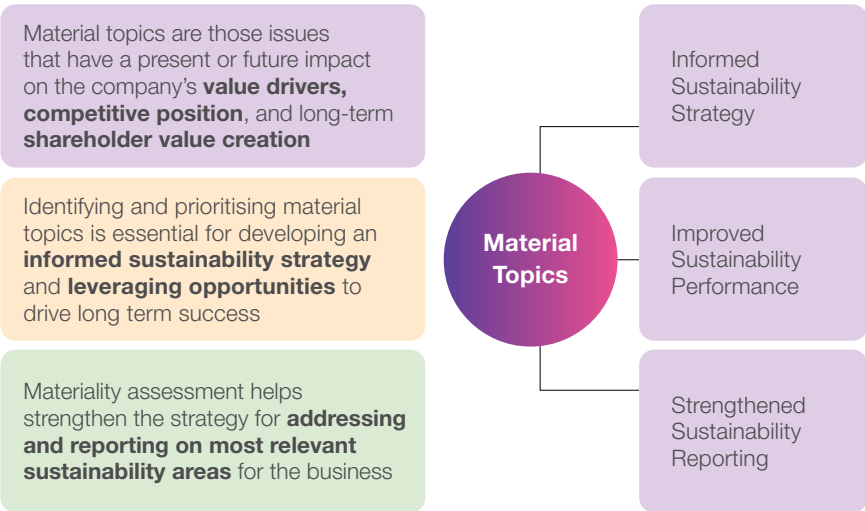 Material topics are those issues
that have a present or future impact
on the company's value drivers,
competitive position, and long-term
shareholder value creation
Identifying and prioritising material
topics is essential for developing an
informed sustainability strategy
and leveraging opportunities to
drive long term success
Materiality assessment helps
strengthen the strategy for addressing
and reporting on most relevant
sustainability areas for the business
Material
Topics
Informed
Sustainability
Strategy
Improved
Sustainability
Performance
Strengthened
Sustainability
Reporting